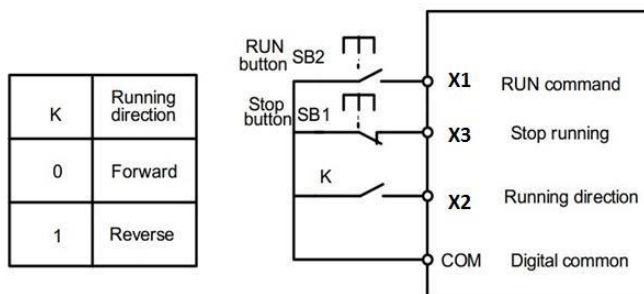 K
Running
direction
0
Forward
1
Reverse
RUN
button
SB2
X1
RUN command
Stop
button
SB1
X3
Stop running
K
X2
Running direction
COM
Digital common